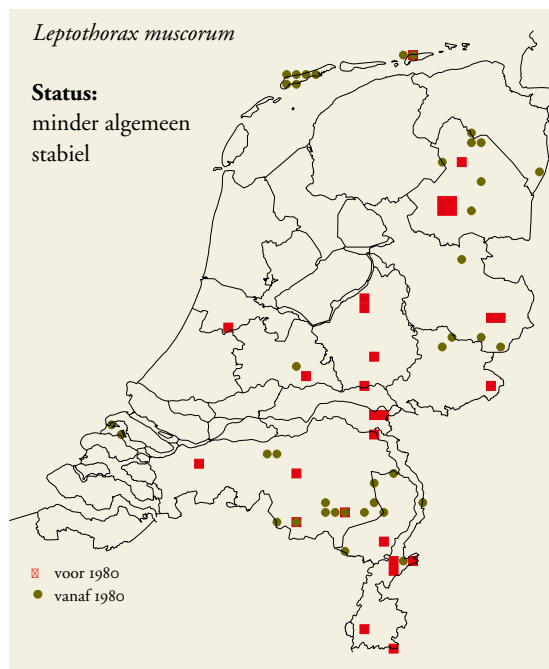 Leptothorax muscorum
Status:
minder algemeen
stabiel
voor 1980
vanaf 1980